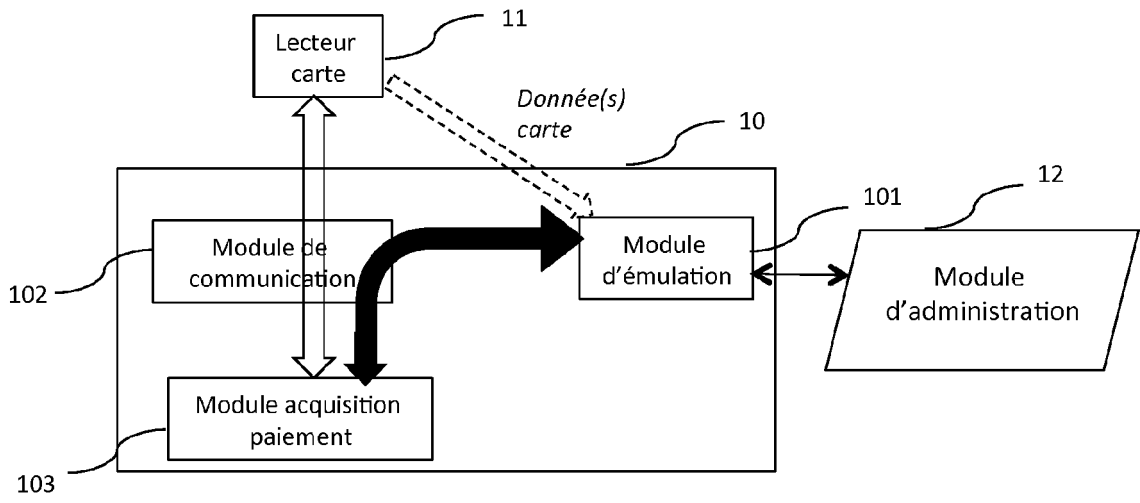 11
Lecteur
carte
Donnée(s)
carte
10
12
101
Module de
communication
Module
d'émulation
Module
d'administration
102
Module acquisition
paiement
103